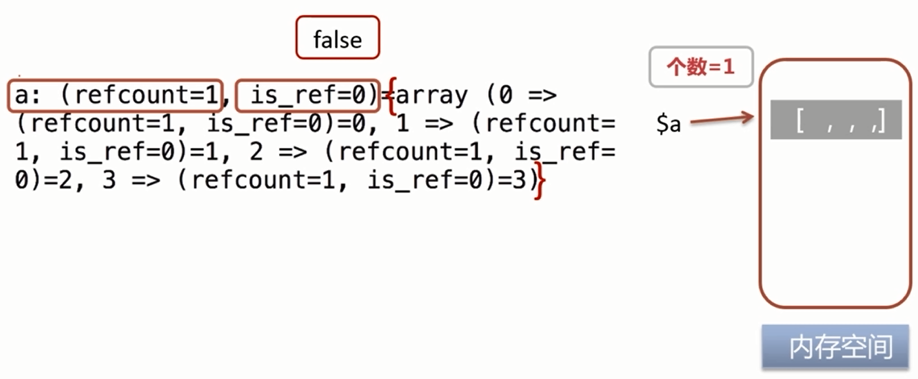 false
a: (refcount=1, is_ref=0)=array (0 =>
(refcount=1, is_ref=0)=0, 1 => (refcount=
1, is_ref=0)=1, 2 => (refcount=1, is_ref=
0)=2, 3 => (refcount=1, is_ref=0)=3)
个数=1
$a
[ , , ,]
内存空间